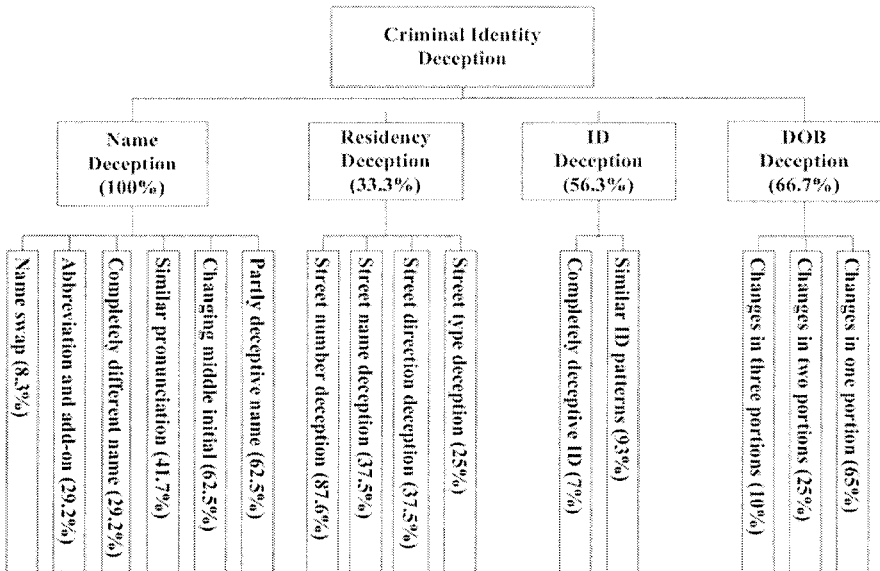 Criminal Identity
Deception
Name
Deception
(100%)
Residency
Deception
(33.3%)
ID
Deception
(56.3%)
DOB
Deception
(66.7%)
Name swap (8.3%)
Abbreviation and add-on (29.2%)
Completely different name (29.2%)
Similar pronunciation (41.7%)
Changing middle initial (62.5%)
Partly deceptive name (62.5%)
Street number deception (87.6%)
Street name deception (37.5%)
Street direction deception (37.5%)
Street type deception (25%)
Completely deceptive ID (7%)
Similar ID patterns (93%)
Changes in three portions (10%)
Changes in two portions (25%)
Changes in one portion (65%)